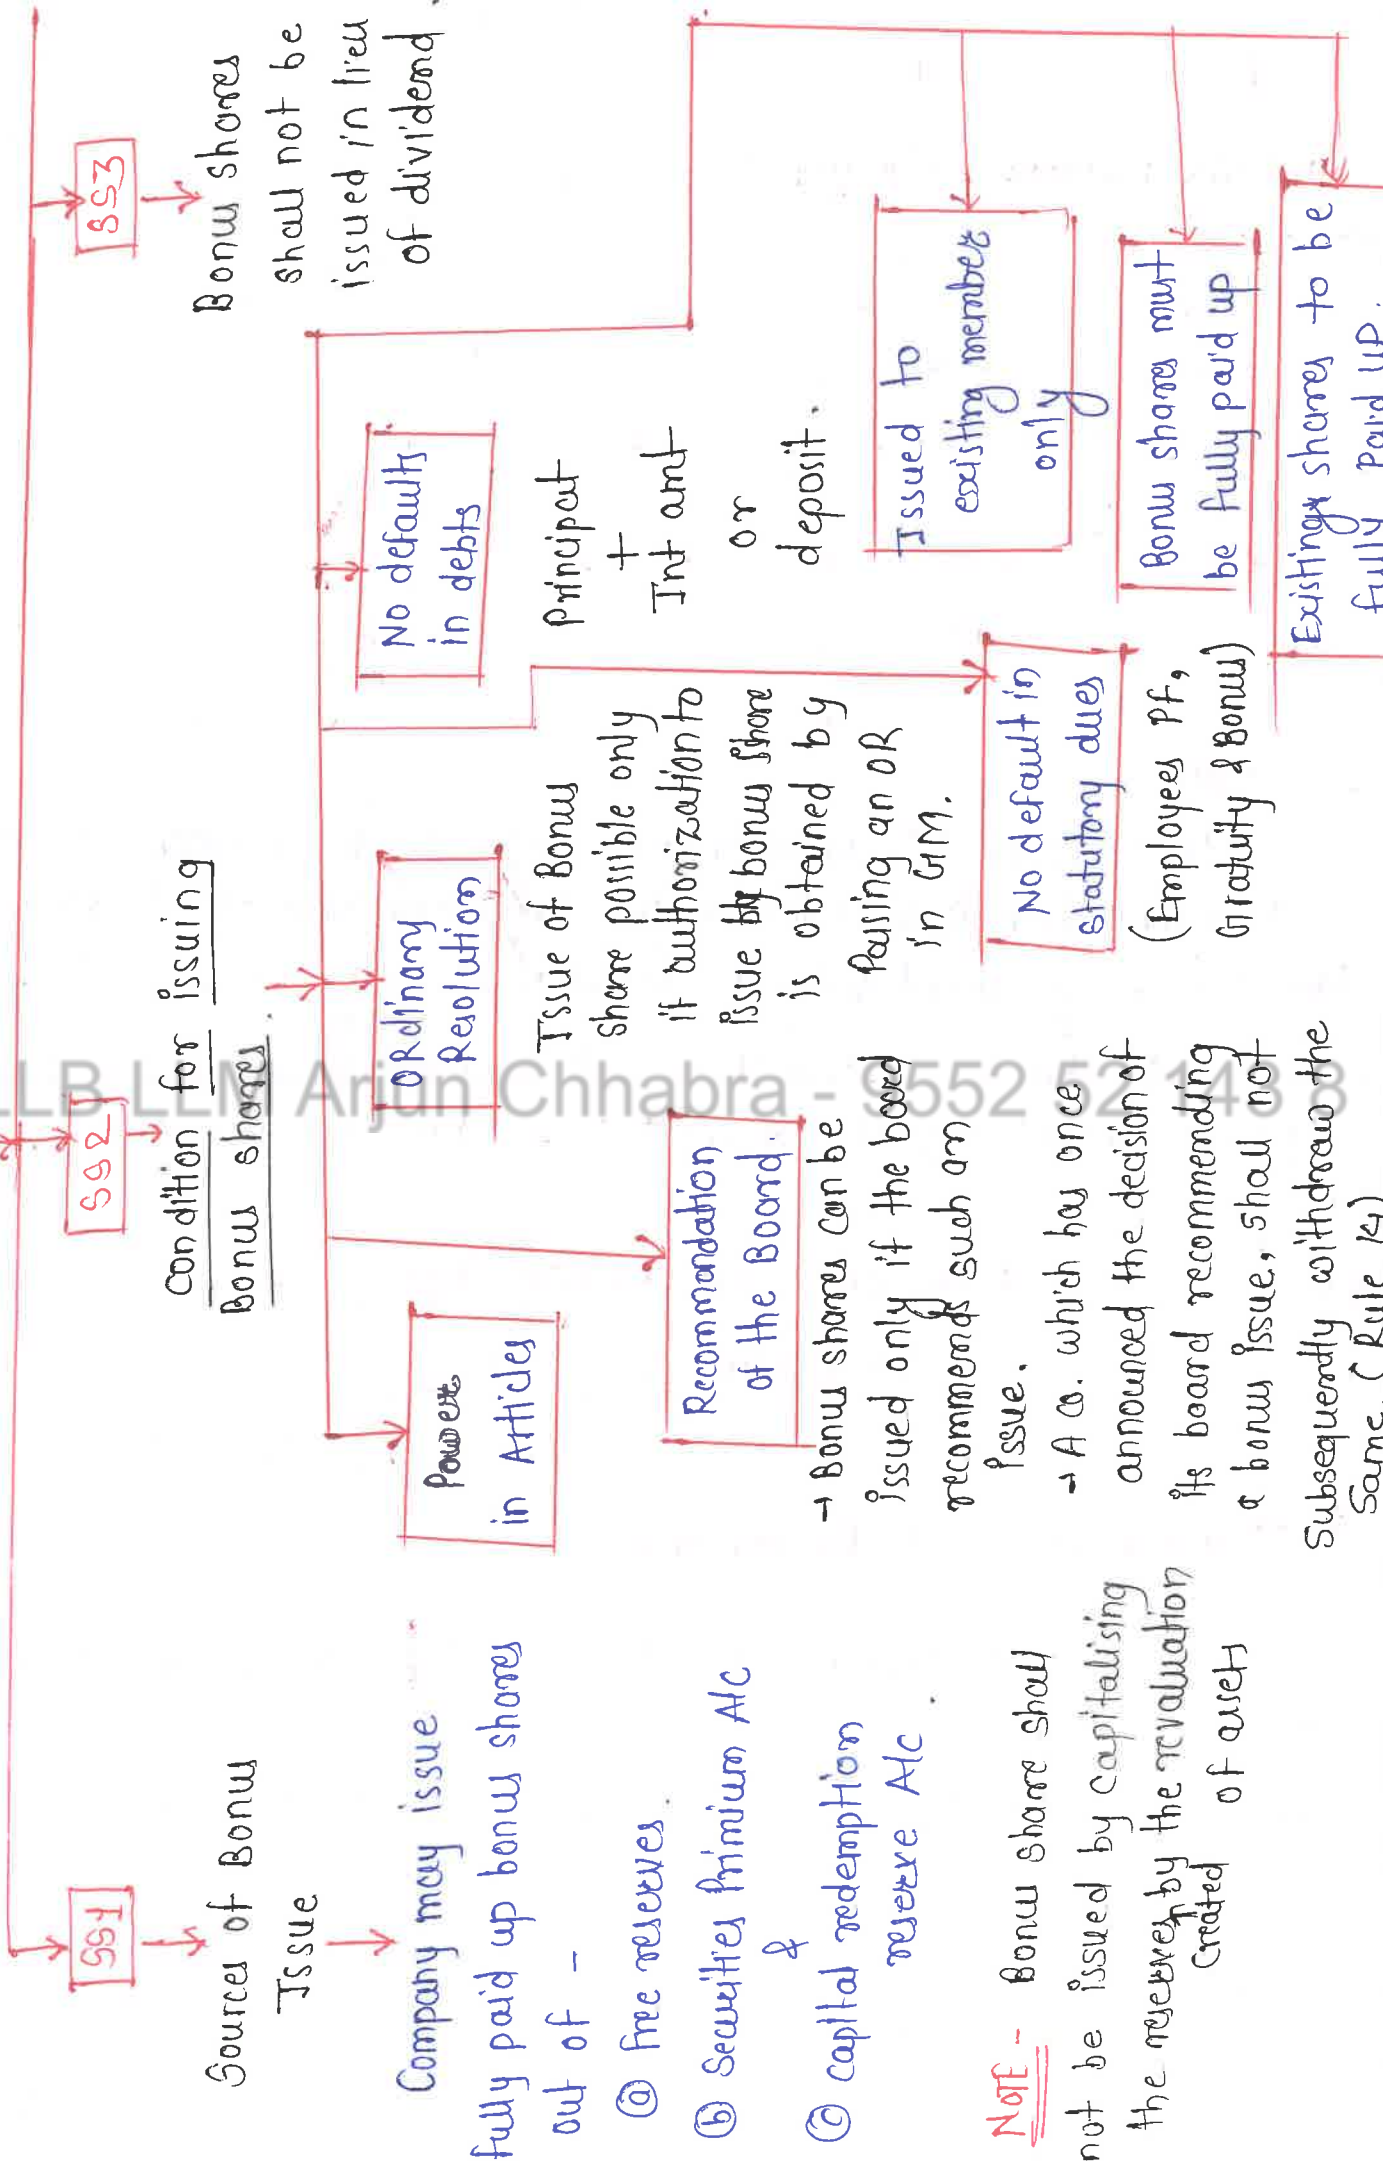 SS1
Sources of Bonus
Issue
Company may issue
fully paid up bonus shares
out of -
(a) free reserves.
(b) Securities Primium A/c
&
(c) capital redemption
reserve A/c.
NOTE - Bonus share shall
not be issued by capitalising
the reserves by the revaluation
created of assets
SS2
condition for issuing
Bonus shares.
Power
in Articles
Recommandation
of the Board.
→ Bonus shares can be
issued only if the board
recommends such an
issue.
→ A co. which has once
announced the decision of
its board recommending
a bonus issue, shall not
subsequently withdraw the
same. (Rule 14)
ORdinary
Resolution
Issue of Bonus
share possible only
if authorization to
issue bonus share
is obtained by
Passing an OR
in GM.
No default in
statutory dues
(Employees PF,
Gratuity & Bonus)
No defaults
in debts
Principal
+
Int amt
or
deposit.
Issued to
existing member
only
Bonus shares must
be fully paid up
Existing shares to be
fully paid up.
SS3
Bonus shares
shall not be
issued in lieu
of dividend
LLB LLM Arjun Chhabra - 9552 52 143 8